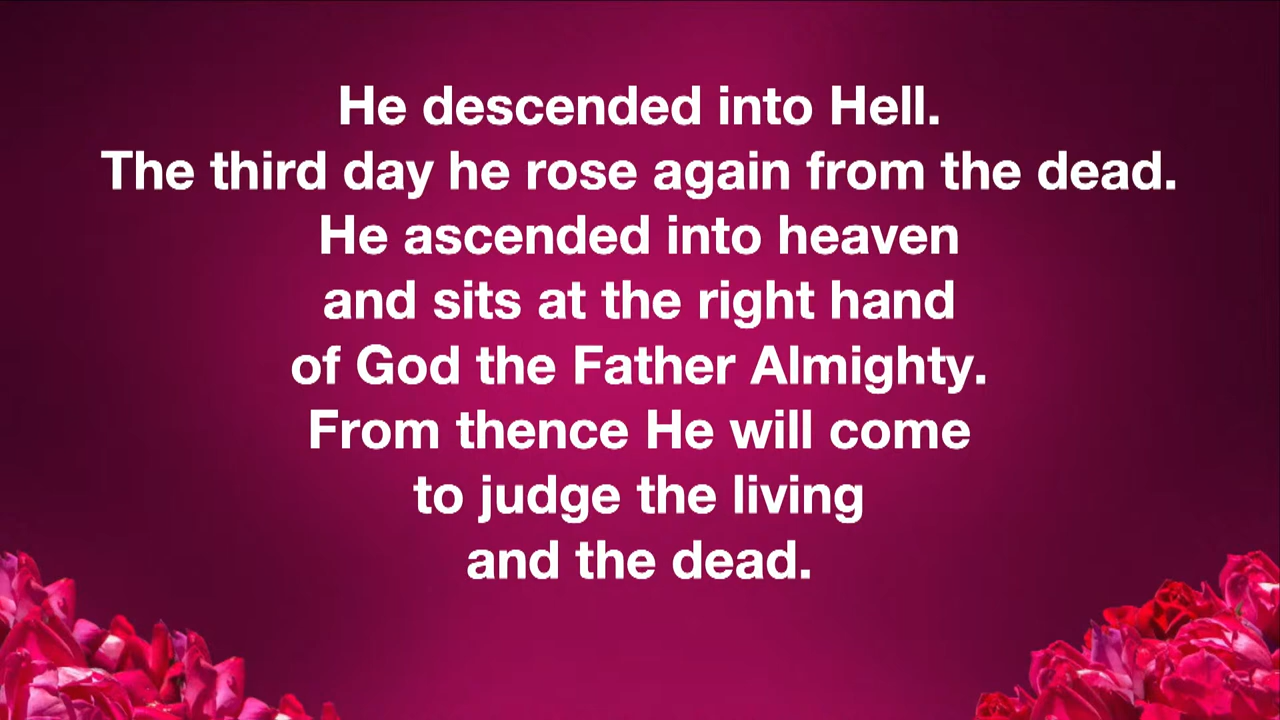 He descended into Hell.
The third day he rose again from the dead.
He ascended into heaven
and sits at the right hand
of God the Father Almighty.
From thence He will come
to judge the living
and the dead.